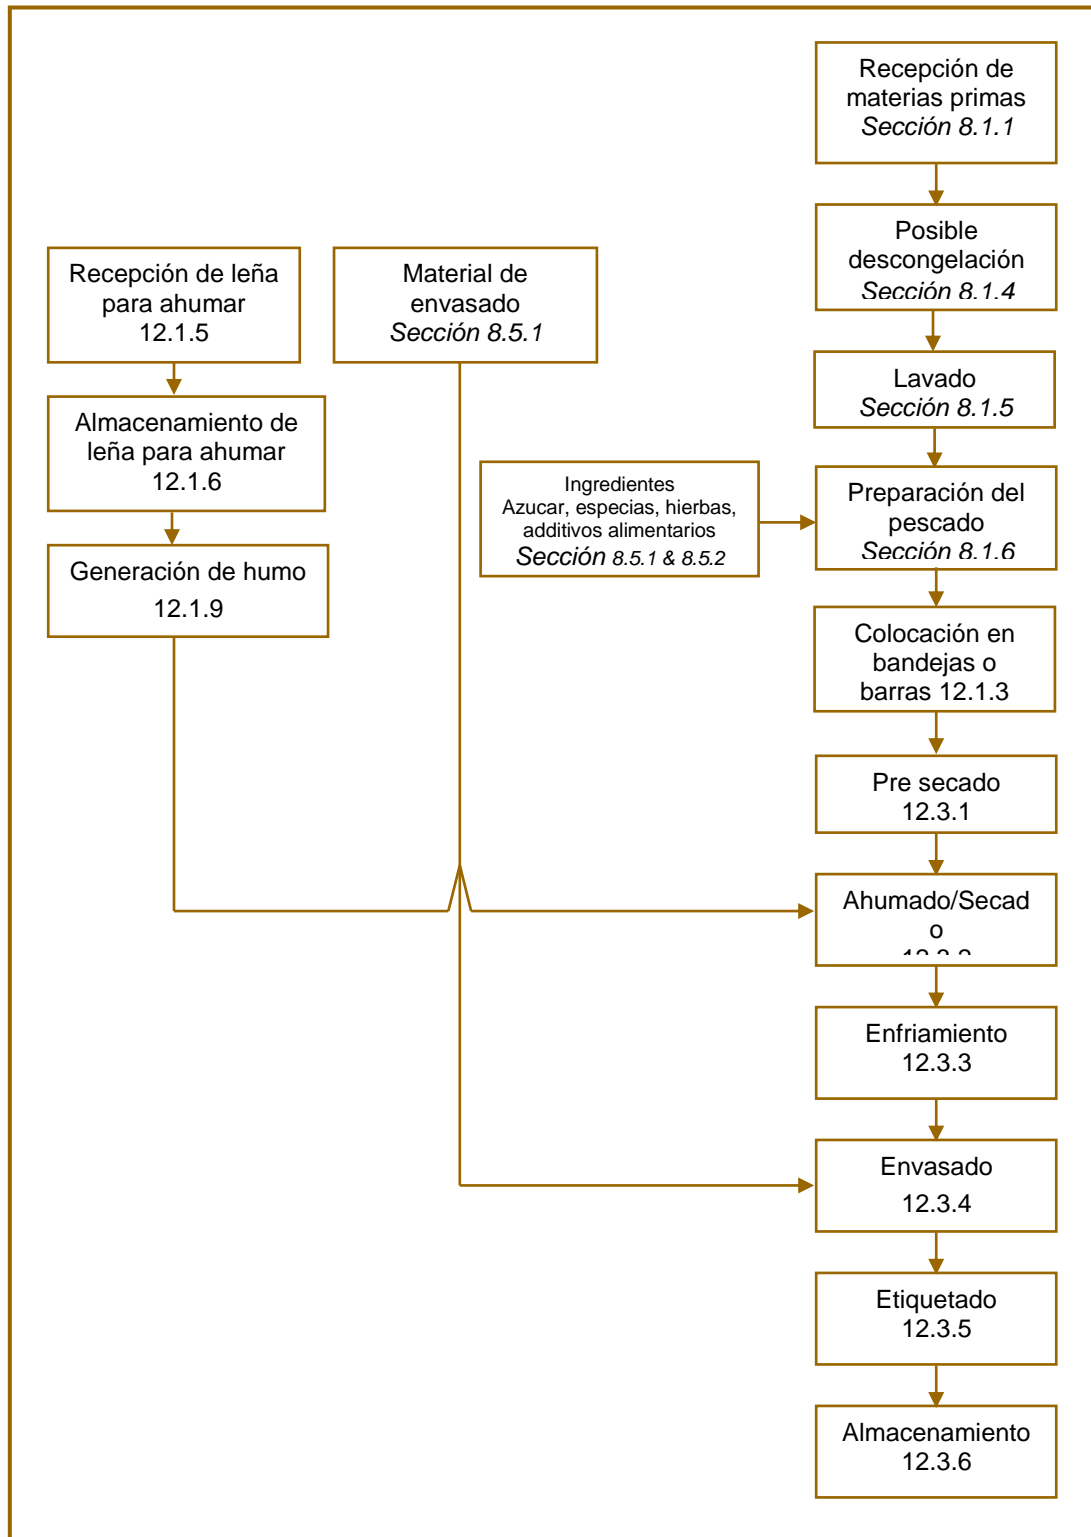 Recepción de
materias primas
Sección 8.1.1
Posible
descongelación
Sección 8.1.4
Recepción de leña
para ahumar
12.1.5
Material de
envasado
Sección 8.5.1
Lavado
Sección 8.1.5
Almacenamiento de
leña para ahumar
12.1.6
Ingredientes
Azucar, especias, hierbas,
additivos alimentarios
Sección 8.5.1 & 8.5.2
Preparación del
pescado
Sección 8.1.6
Generación de humo
12.1.9
Colocación en
bandejas o
barras 12.1.3
Pre secado
12.3.1
Ahumado/Secad
o
12.3.2
Enfriamiento
12.3.3
Envasado
12.3.4
Etiquetado
12.3.5
Almacenamiento
12.3.6